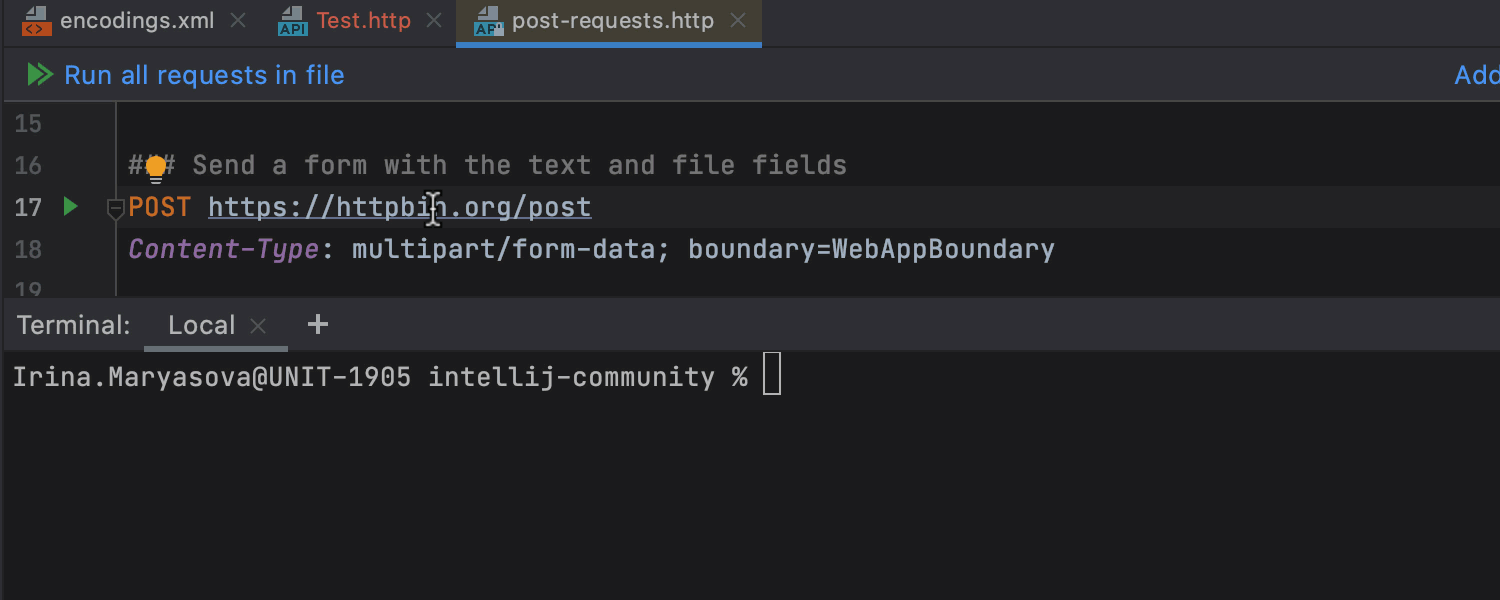 encodings.xml
API Test.http
API post-requests.http
Run all requests in file
Add
15
16 ### Send a form with the text and file fields
17 POST https://httpbin.org/post
18 Content-Type: multipart/form-data; boundary=WebAppBoundary
19
Terminal: Local +
Irina.Maryasova@UNIT-1905 intellij-community %